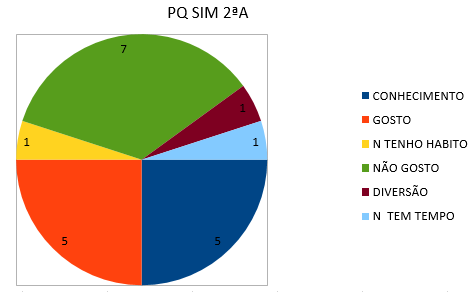 PQ SIM 2ªA
7
1
1
1
5
5
CONHECIMENTO
GOSTO
N TENHO HABITO
NÃO GOSTO
DIVERSÃO
N  TEM TEMPO